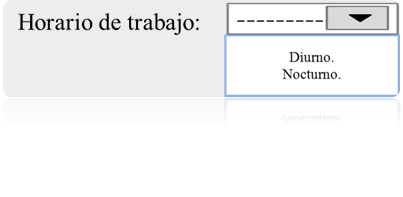 Horario de trabajo: ---------
Diurno.
Nocturno.